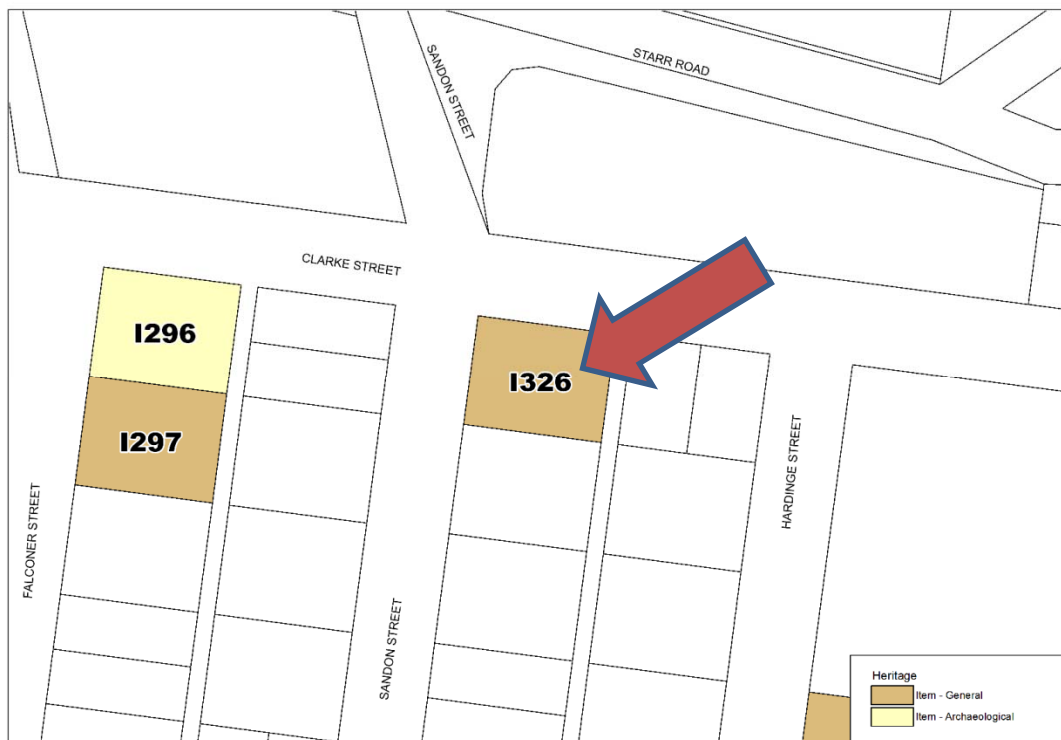 SANDON STREET
STARR ROAD
CLARKE STREET
I296
I326
I297
HARDINGE STREET
FALCONER STREET
SANDON STREET
Heritage
Item - General
Item - Archaeological